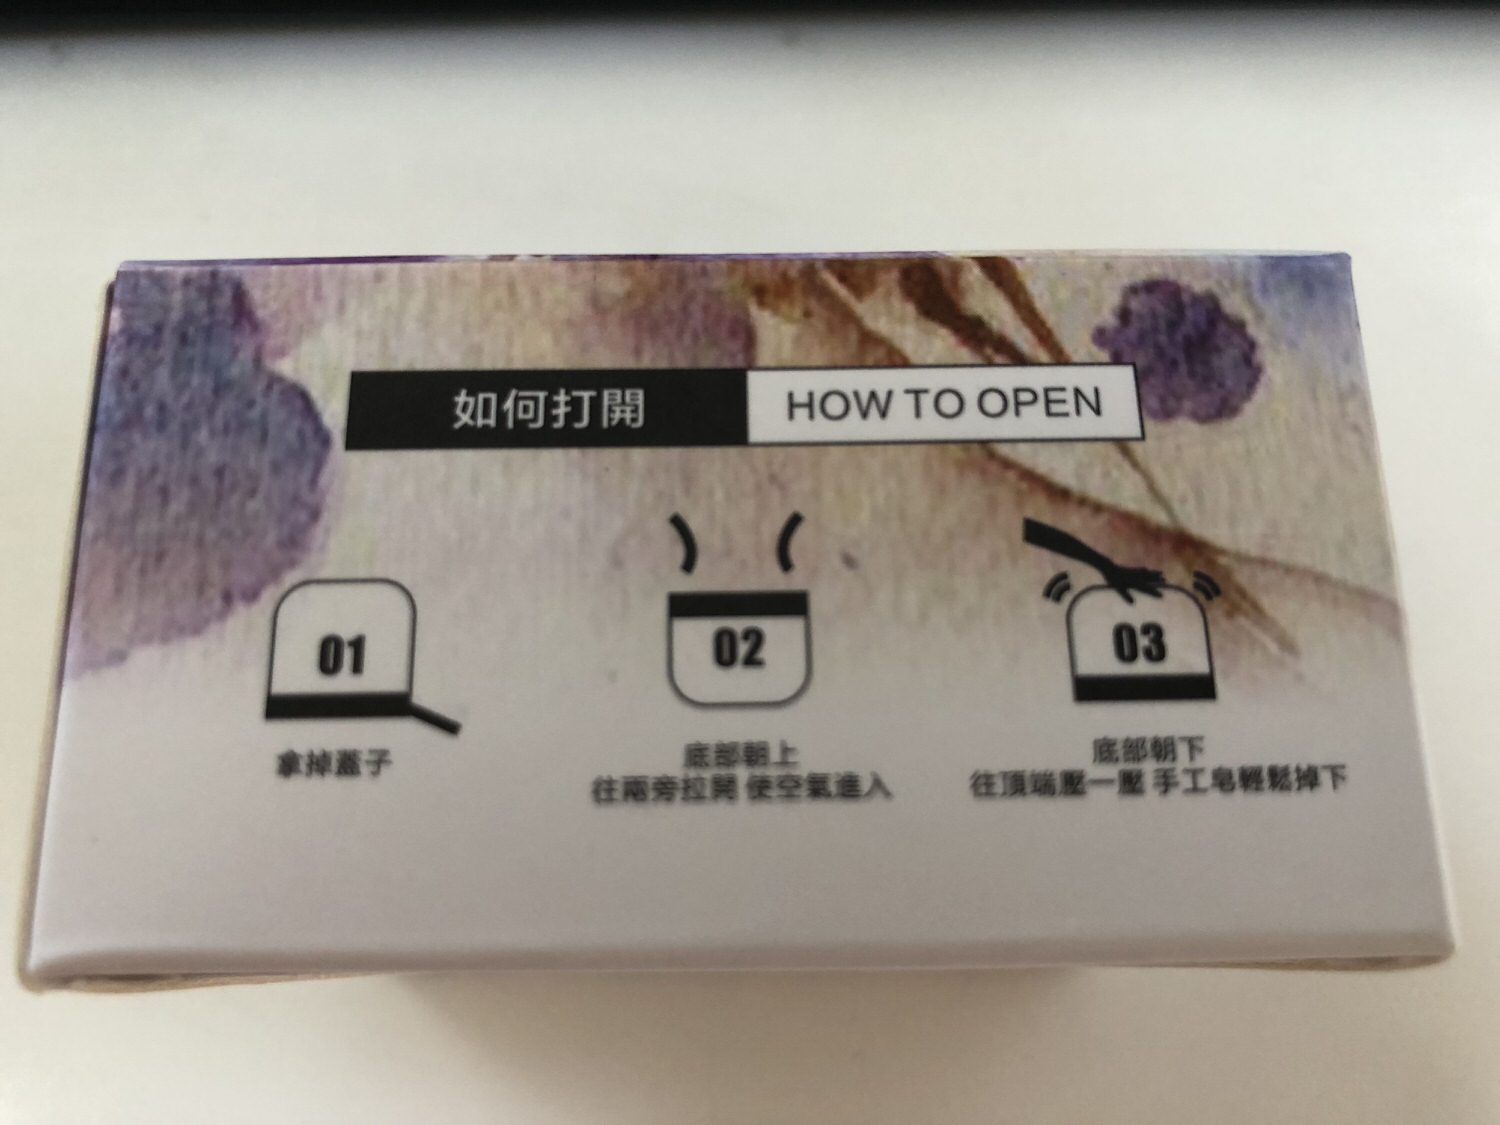 如何打開 HOW TO OPEN
01
拿掉蓋子
02
底部朝上
往兩旁拉開 使空氣進入
03
底部朝下
往頂端壓一壓 手工皂輕鬆掉下